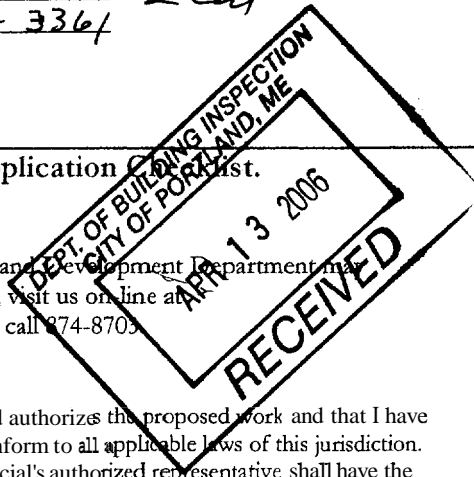 - 3361
plication Checklist.
DEPT. OF BUILDING INSPECTION
CITY OF PORTLAND, ME
APR 13 2006
RECEIVED
and Development Department may
visit us on-line at
call 874-8703
d authorizes the proposed work and that I have
nform to all applicable laws of this jurisdiction.
cial's authorized representative shall have the